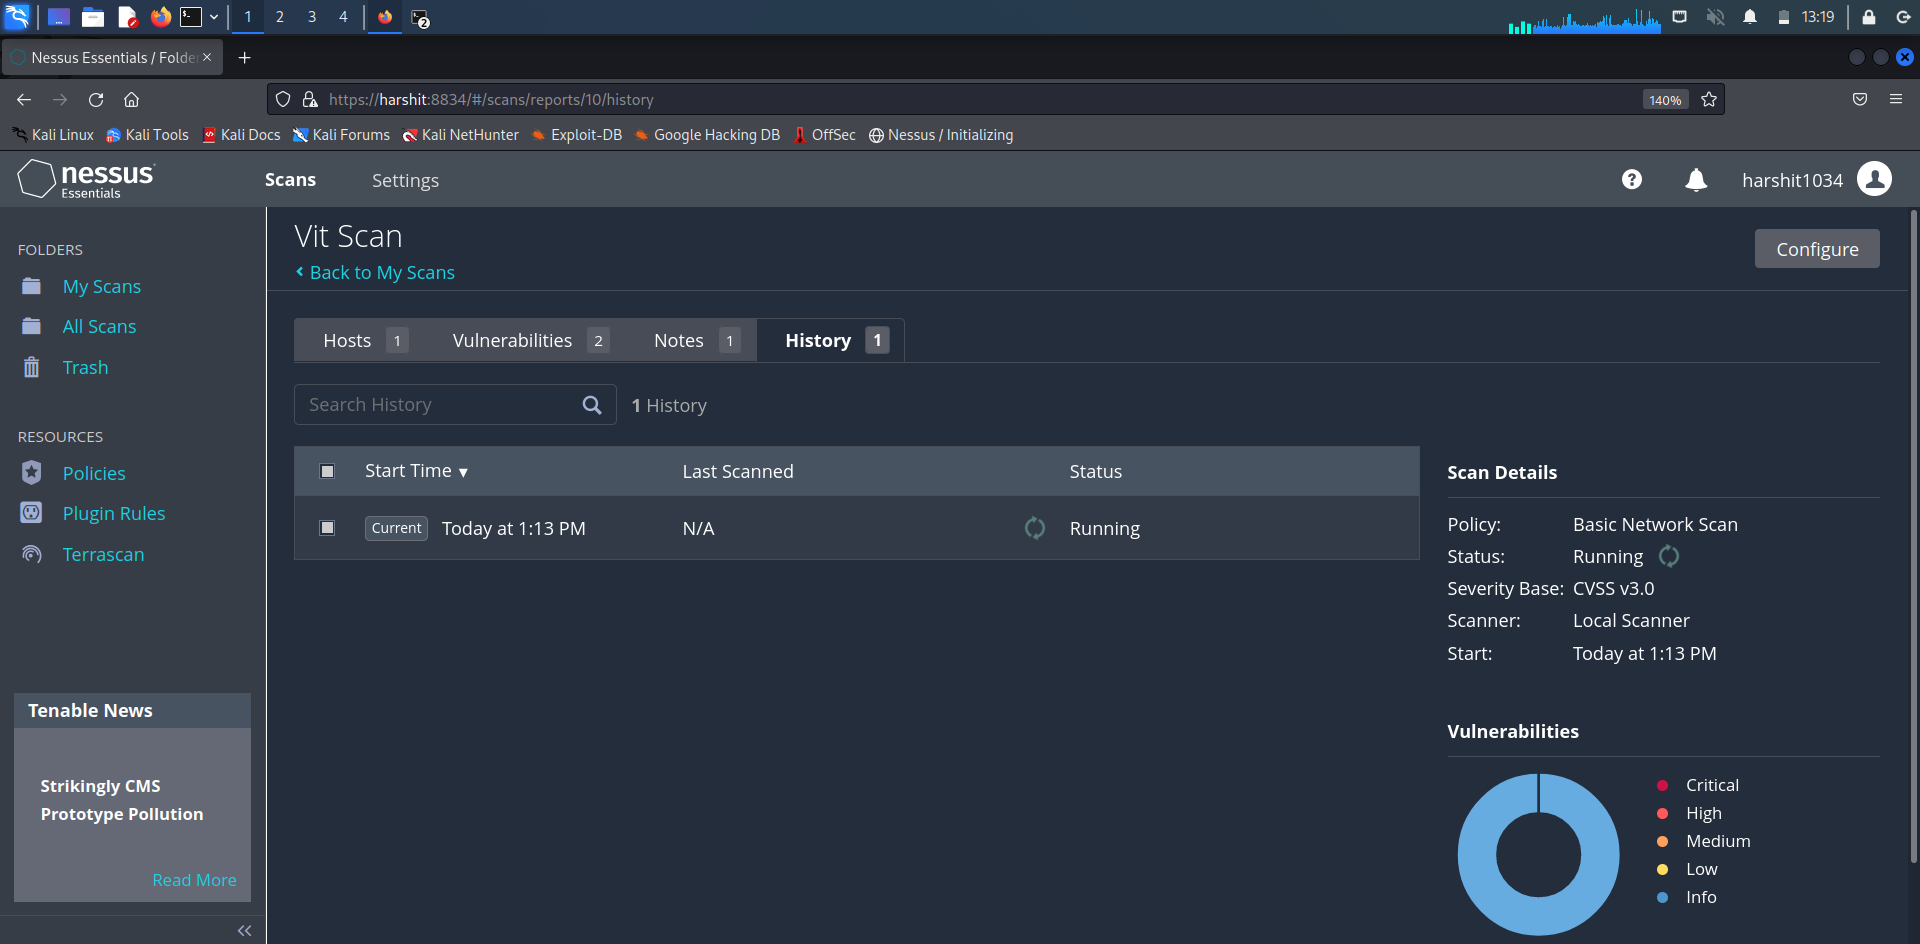 1 2 3 4 2 13:19
Nessus Essentials / Folde
https://harshit:8834/#/scans/reports/10/history 140%
Kali Linux Kali Tools Kali Docs Kali Forums Kali NetHunter Exploit-DB Google Hacking DB OffSec Nessus / Initializing
nessus
Essentials
Scans Settings harshit1034
FOLDERS
My Scans
All Scans
Trash
RESOURCES
Policies
Plugin Rules
Terrascan
Tenable News
Strikingly CMS
Prototype Pollution
Read More
Vit Scan
Back to My Scans
Configure
Hosts 1 Vulnerabilities 2 Notes 1 History 1
Search History 1 History
Start Time ▼ Last Scanned Status
Current Today at 1:13 PM N/A Running
Scan Details
Policy: Basic Network Scan
Status: Running
Severity Base: CVSS v3.0
Scanner: Local Scanner
Start: Today at 1:13 PM
Vulnerabilities
Critical
High
Medium
Low
Info